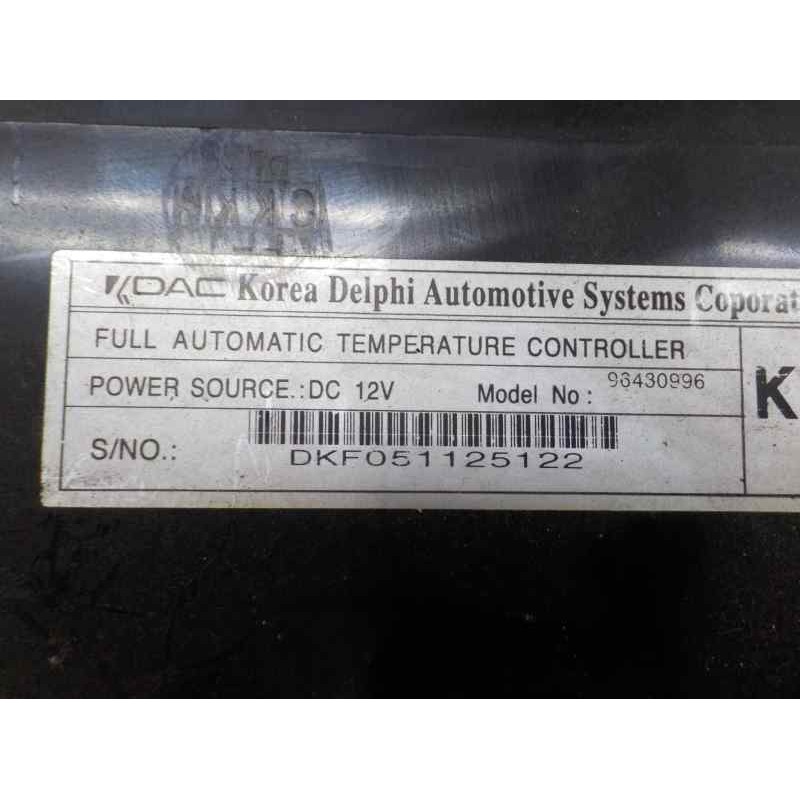 KDAC Korea Delphi Automotive Systems Coporat
FULL AUTOMATIC TEMPERATURE CONTROLLER
POWER SOURCE.: DC 12V Model No : 96430996
K
S/NO.:
DKF051125122